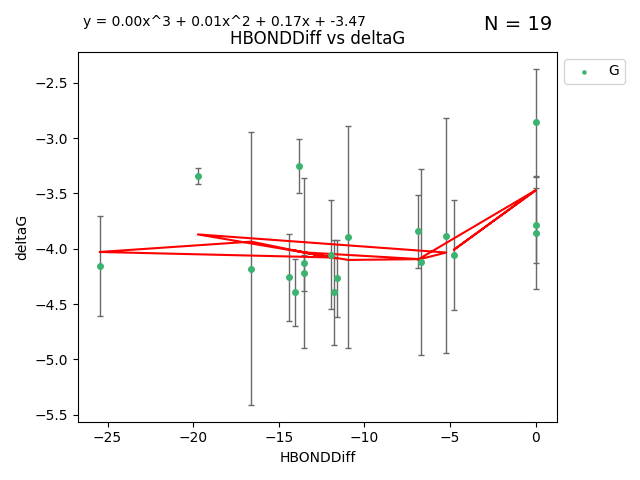 y = 0.00x^3 + 0.01x^2 + 0.17x + -3.47
N = 19
HBONDDiff vs deltaG
G
deltaG
−2.5
−3.0
−3.5
−4.0
−4.5
−5.0
−5.5
−25
−20
−15
−10
−5
0
HBONDDiff